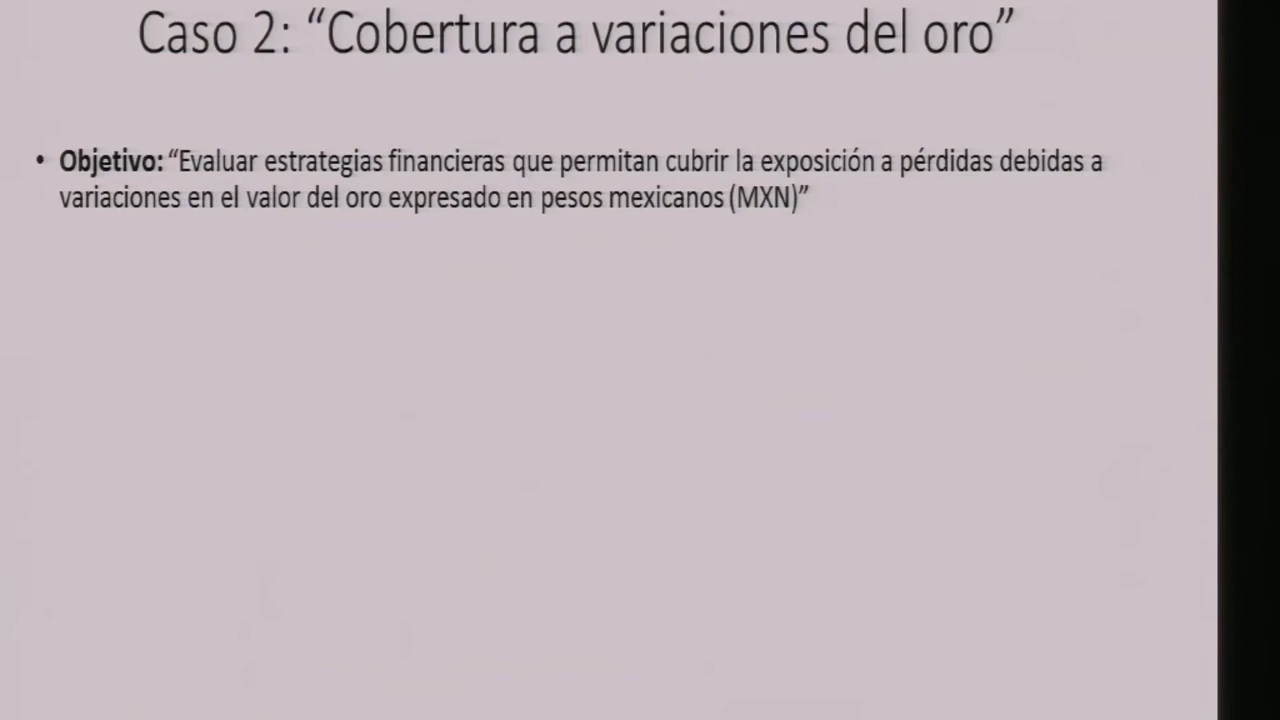 Caso 2: “Cobertura a variaciones del oro”
• Objetivo: “Evaluar estrategias financieras que permitan cubrir la exposición a pérdidas debidas a
variaciones en el valor del oro expresado en pesos mexicanos (MXN)”